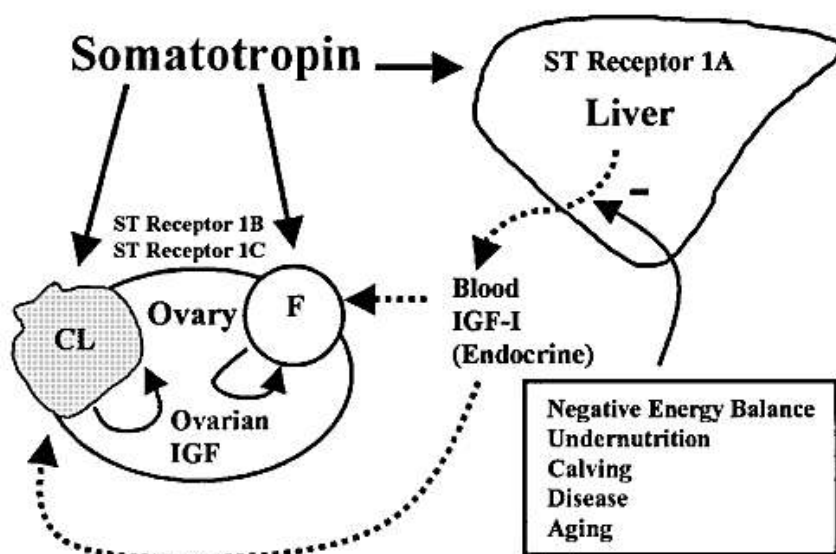 Somatotropin
ST Receptor 1A
Liver
–
ST Receptor 1B
ST Receptor 1C
Ovary
F
CL
Ovarian
IGF
Blood
IGF-I
(Endocrine)
Negative Energy Balance
Undernutrition
Calving
Disease
Aging